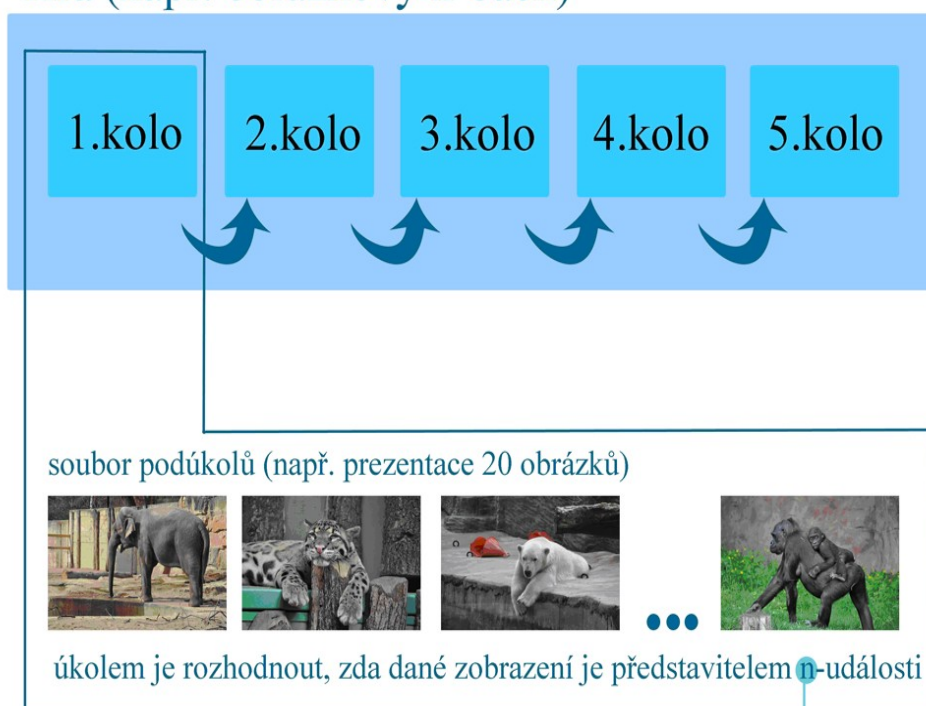 1.kolo
2.kolo
3.kolo
4.kolo
5.kolo
soubor podúkolů (např. prezentace 20 obrázků)
úkolem je rozhodnout, zda dané zobrazení je představitelem n-události